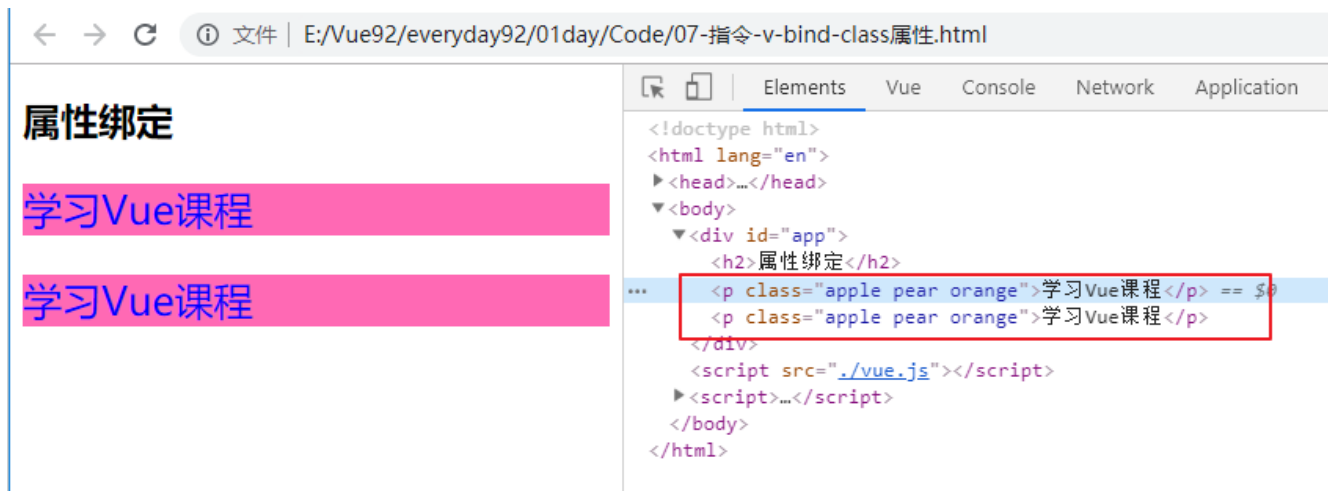 文件 | E:/Vue92/everyday92/01day/Code/07-指令-v-bind-class属性.html
Elements Vue Console Network Application
属性绑定
学习Vue课程
学习Vue课程
<!doctype html>
<html lang="en">
<head>…</head>
<body>
<div id="app">
<h2>属性绑定</h2>
<p class="apple pear orange">学习Vue课程</p> == $0
<p class="apple pear orange">学习Vue课程</p>
</div>
<script src="./vue.js"></script>
<script>…</script>
</body>
</html>